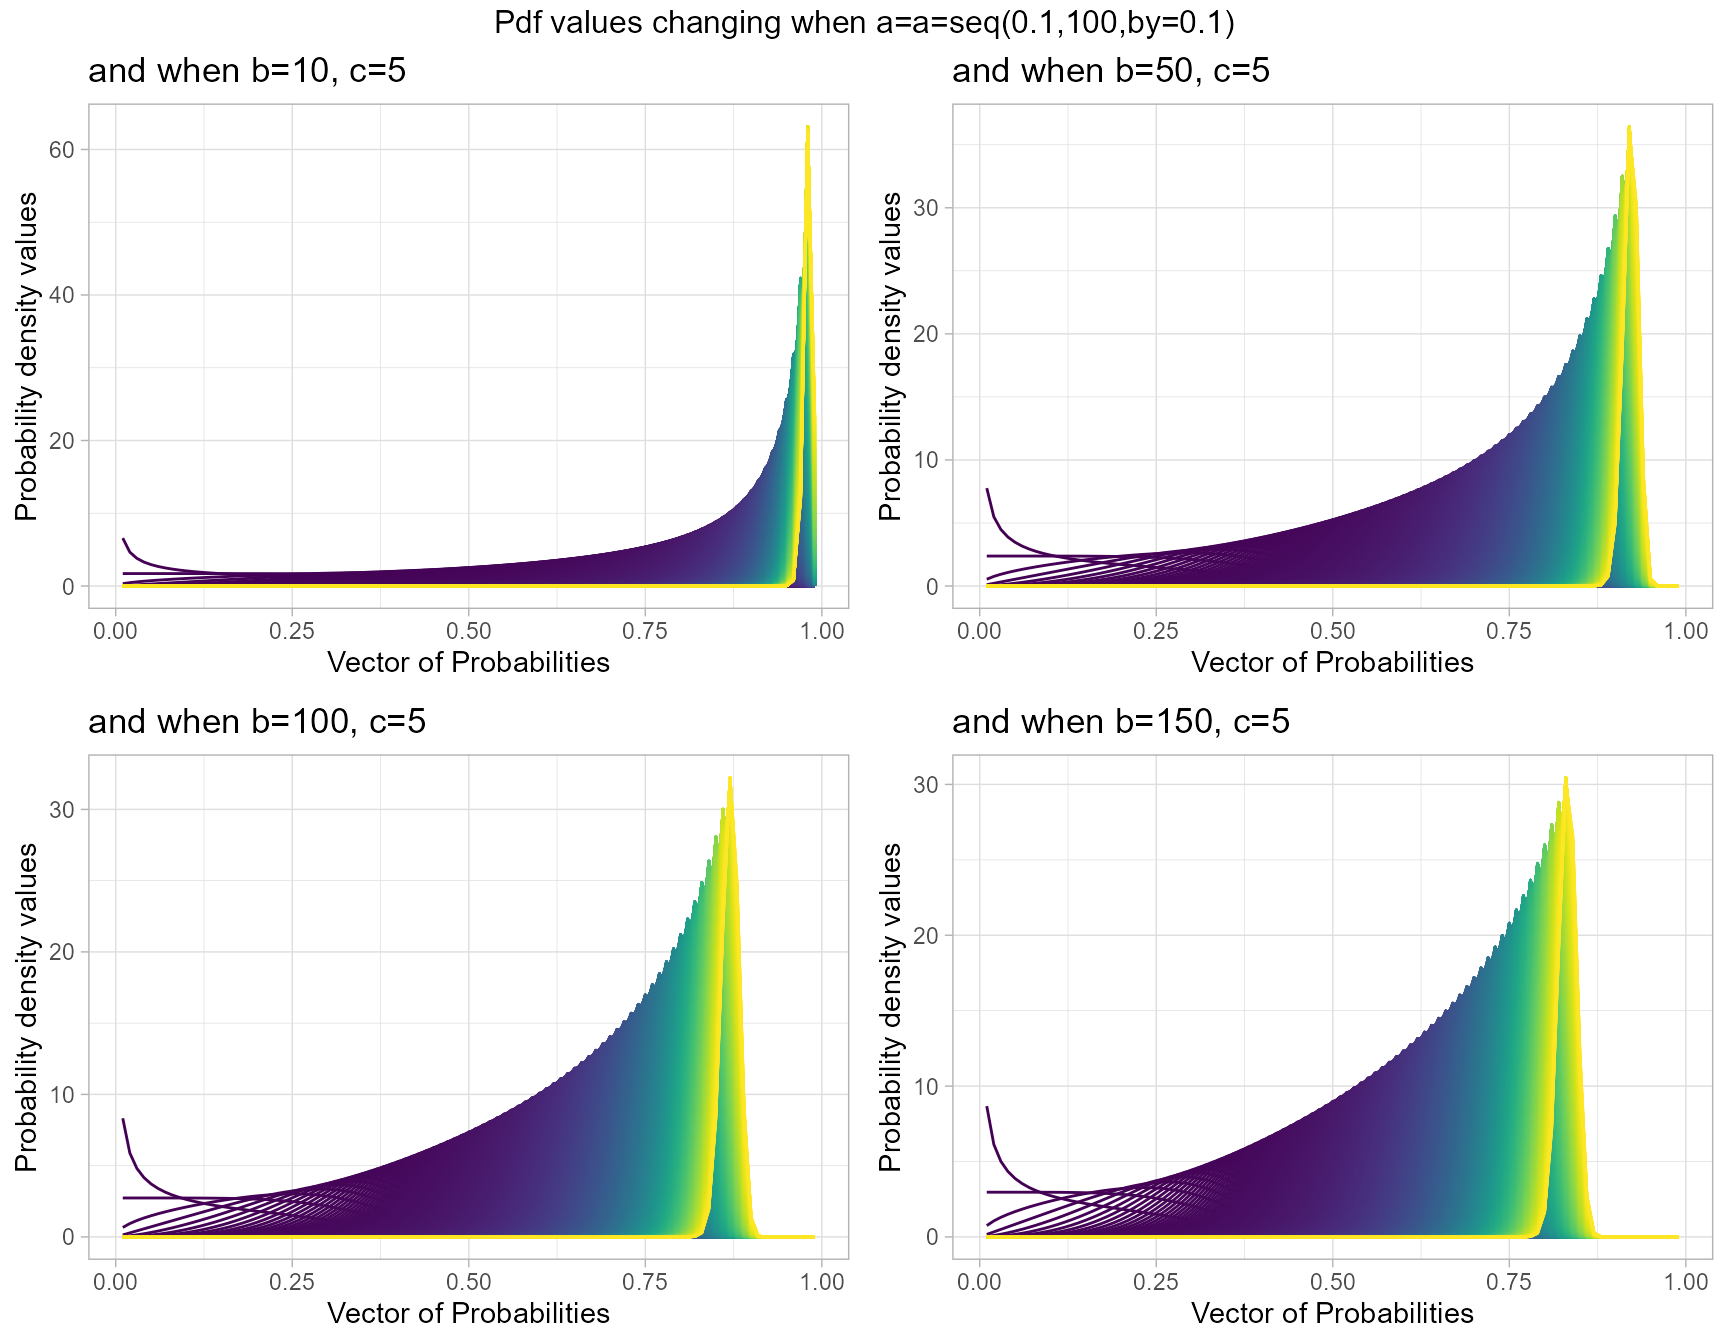 Pdf values changing when a=a=seq(0.1,100,by=0.1)
and when b=10, c=5
Probability density values
60
40
20
0
0.00 0.25 0.50 0.75 1.00
Vector of Probabilities
and when b=50, c=5
Probability density values
30
20
10
0
0.00 0.25 0.50 0.75 1.00
Vector of Probabilities
and when b=100, c=5
Probability density values
30
20
10
0
0.00 0.25 0.50 0.75 1.00
Vector of Probabilities
and when b=150, c=5
Probability density values
30
20
10
0
0.00 0.25 0.50 0.75 1.00
Vector of Probabilities